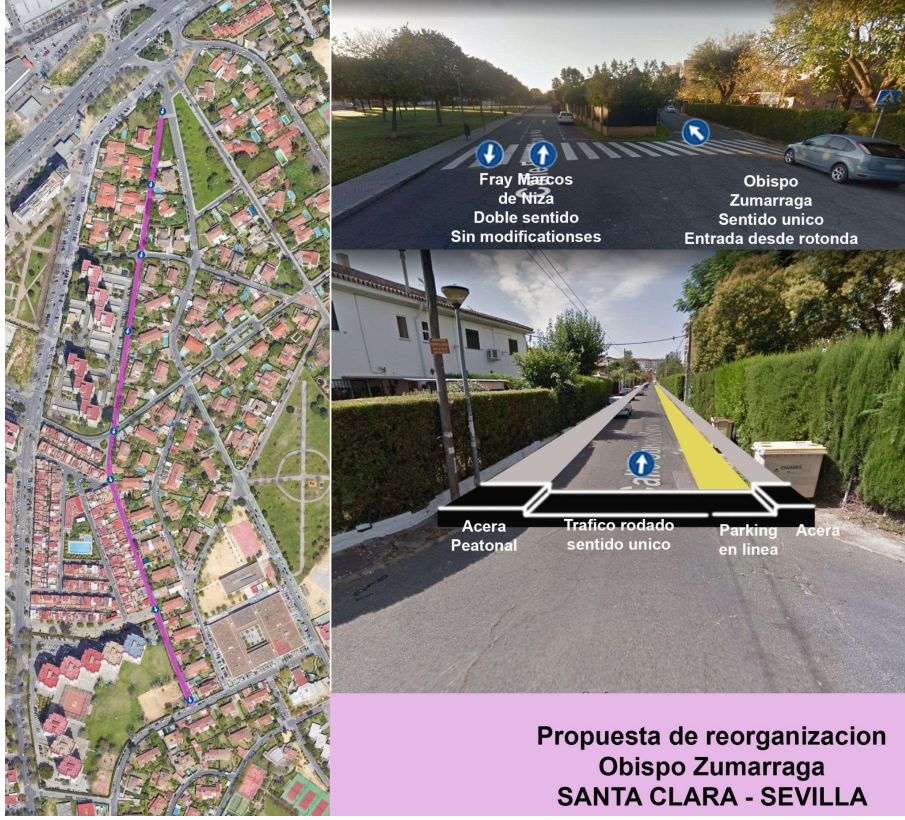 Fray Marcos
de Niza
Doble sentido
Sin modificationses
Obispo
Zumarraga
Sentido unico
Entrada desde rotonda
Acera
Peatonal
Trafico rodado
sentido unico
Parking
en linea
Acera
Propuesta de reorganizacion
Obispo Zumarraga
SANTA CLARA - SEVILLA